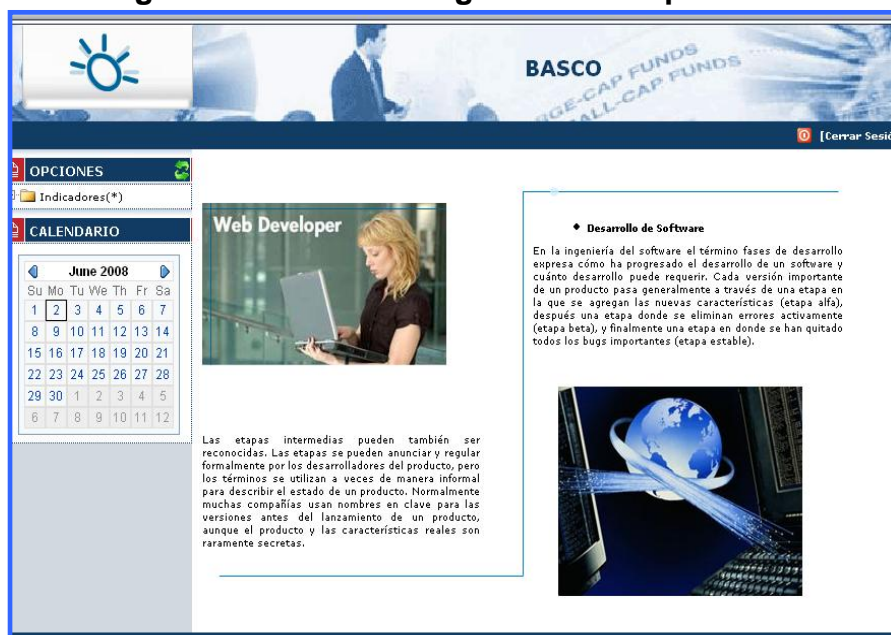 BASCO
GE-CAP FUNDS
ALL-CAP FUNDS
[Cerrar Sesió
OPCIONES
Indicadores(*)
CALENDARIO
June 2008
Su Mo Tu We Th Fr Sa
1 2 3 4 5 6 7
8 9 10 11 12 13 14
15 16 17 18 19 20 21
22 23 24 25 26 27 28
29 30 1 2 3 4 5
6 7 8 9 10 11 12
Web Developer
Las etapas intermedias pueden también ser
reconocidas. Las etapas se pueden anunciar y regular
formalmente por los desarrolladores del producto, pero
los términos se utilizan a veces de manera informal
para describir el estado de un producto. Normalmente
muchas compañías usan nombres en clave para las
versiones antes del lanzamiento de un producto,
aunque el producto y las características reales son
raramente secretas.
Desarrollo de Software
En la ingeniería del software el término fases de desarrollo
expresa cómo ha progresado el desarrollo de un software y
cuánto desarrollo puede requerir. Cada versión importante
de un producto pasa generalmente a través de una etapa en
la que se agregan las nuevas características (etapa alfa),
después una etapa donde se eliminan errores activamente
(etapa beta), y finalmente una etapa en donde se han quitado
todos los bugs importantes (etapa estable).